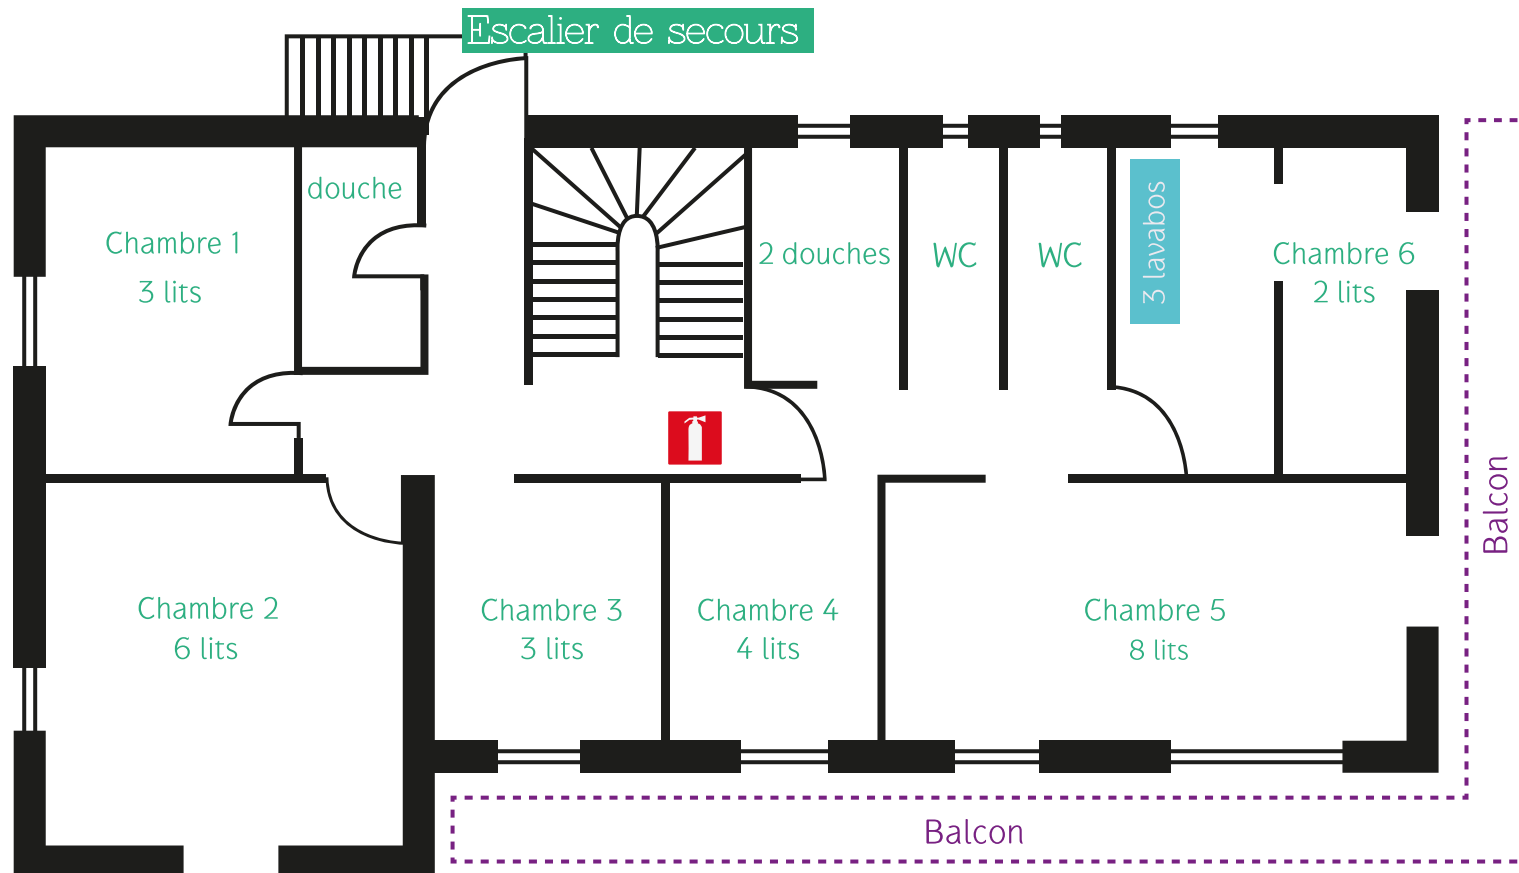 Escalier de secours
douche
Chambre 1
3 lits
2 douches
WC
WC
3 lavabos
Chambre 6
2 lits
Chambre 2
6 lits
Chambre 3
3 lits
Chambre 4
4 lits
Chambre 5
8 lits
Balcon
Balcon